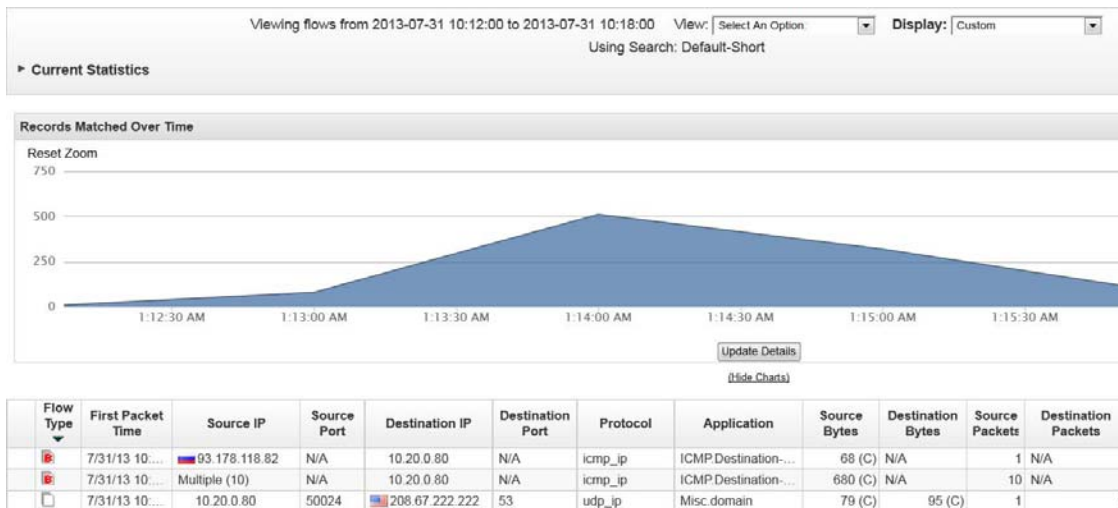 Viewing flows from 2013-07-31 10:12:00 to 2013-07-31 10:18:00 View: Select An Option: Display: Custom
Using Search: Default-Short
Current Statistics
Records Matched Over Time
Reset Zoom
750
500
250
0
1:12:30 AM 1:13:00 AM 1:13:30 AM 1:14:00 AM 1:14:30 AM 1:15:00 AM 1:15:30 AM
Update Details
(Hide Charts)
Flow Type First Packet Time Source IP Source Port Destination IP Destination Port Protocol Application Source Bytes Destination Bytes Source Packets Destination Packets
7/31/13 10:... 93.178.118.82 N/A 10.20.0.80 N/A icmp_ip ICMP.Destination-... 68 (C) N/A 1 N/A
7/31/13 10:... Multiple (10) N/A 10.20.0.80 N/A icmp_ip ICMP.Destination-... 680 (C) N/A 10 N/A
7/31/13 10:... 10.20.0.80 50024 208.67.222.222 53 udp_ip Misc.domain 79 (C) 95 (C) 1